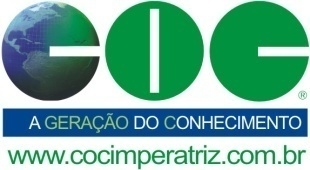 COC®
A GERAÇÃO DO CONHECIMENTO
www.cocimperatriz.com.br